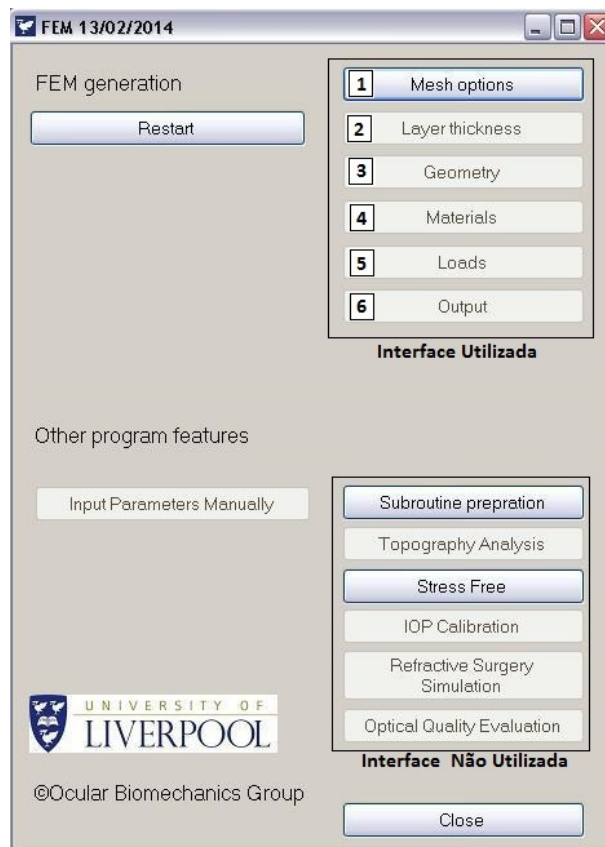 FEM 13/02/2014
FEM generation
Restart
1 Mesh options
2 Layer thickness
3 Geometry
4 Materials
5 Loads
6 Output
Interface Utilizada
Other program features
Input Parameters Manually
Subroutine prepration
Topography Analysis
Stress Free
IOP Calibration
Refractive Surgery
Simulation
Optical Quality Evaluation
Interface Não Utilizada
UNIVERSITY OF
LIVERPOOL
©Ocular Biomechanics Group
Close